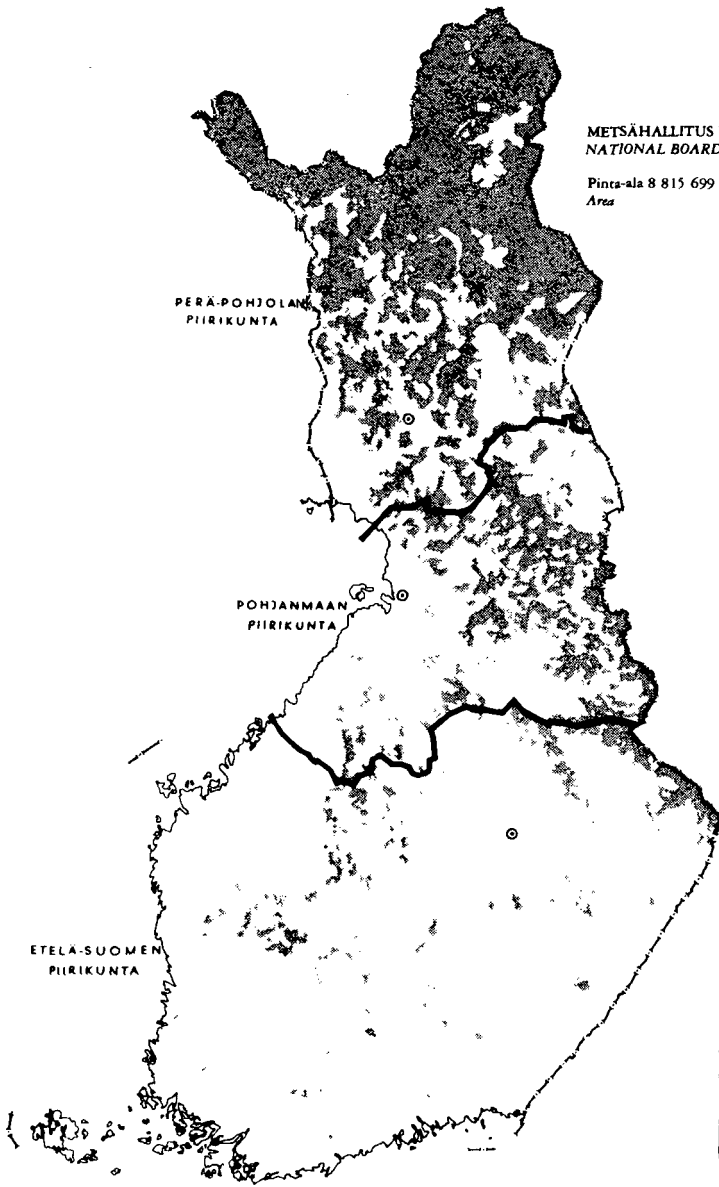 METSÄHALLITUS
NATIONAL BOARD
Pinta-ala 8 815 699
Area
PERÄ-POHJOLAN
PIIRIKUNTA
POHJANMAAN
PIIRIKUNTA
ETELÄ-SUOMEN
PIIRIKUNTA